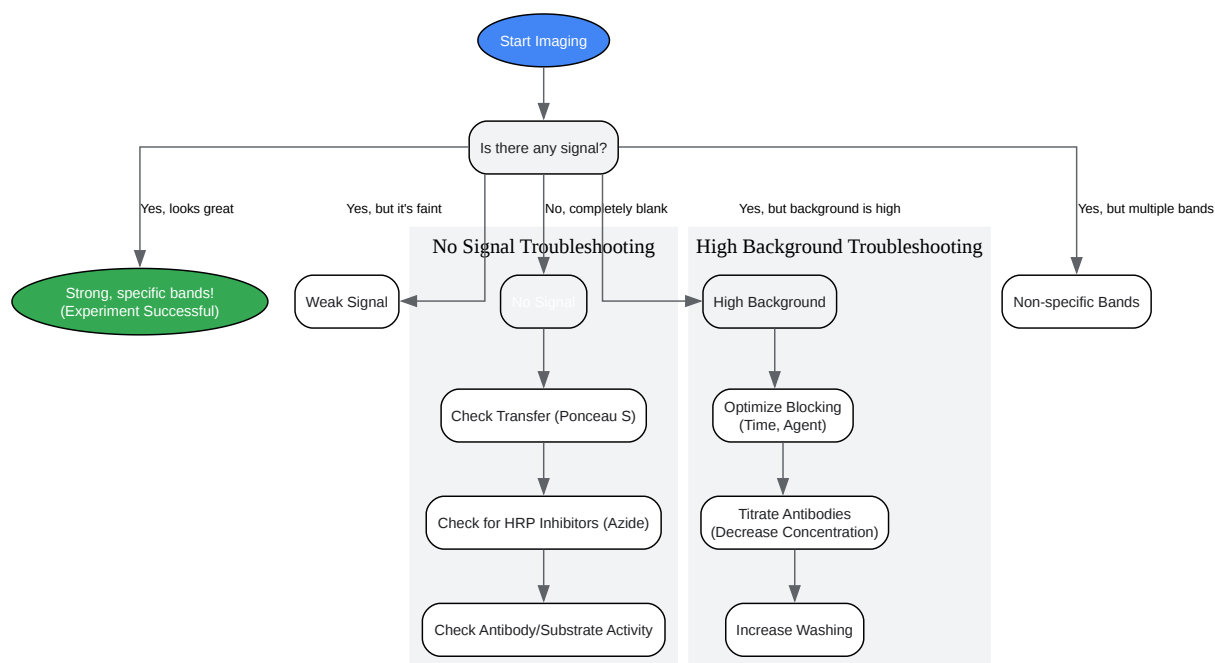 Start Imaging
Is there any signal?
Yes, looks great
Yes, but it's faint
No, completely blank
Yes, but background is high
Yes, but multiple bands
No Signal Troubleshooting
High Background Troubleshooting
Strong, specific bands!
(Experiment Successful)
Weak Signal
No Signal
High Background
Non-specific Bands
Check Transfer (Ponceau S)
Optimize Blocking
(Time, Agent)
Check for HRP Inhibitors (Azide)
Titrate Antibodies
(Decrease Concentration)
Check Antibody/Substrate Activity
Increase Washing